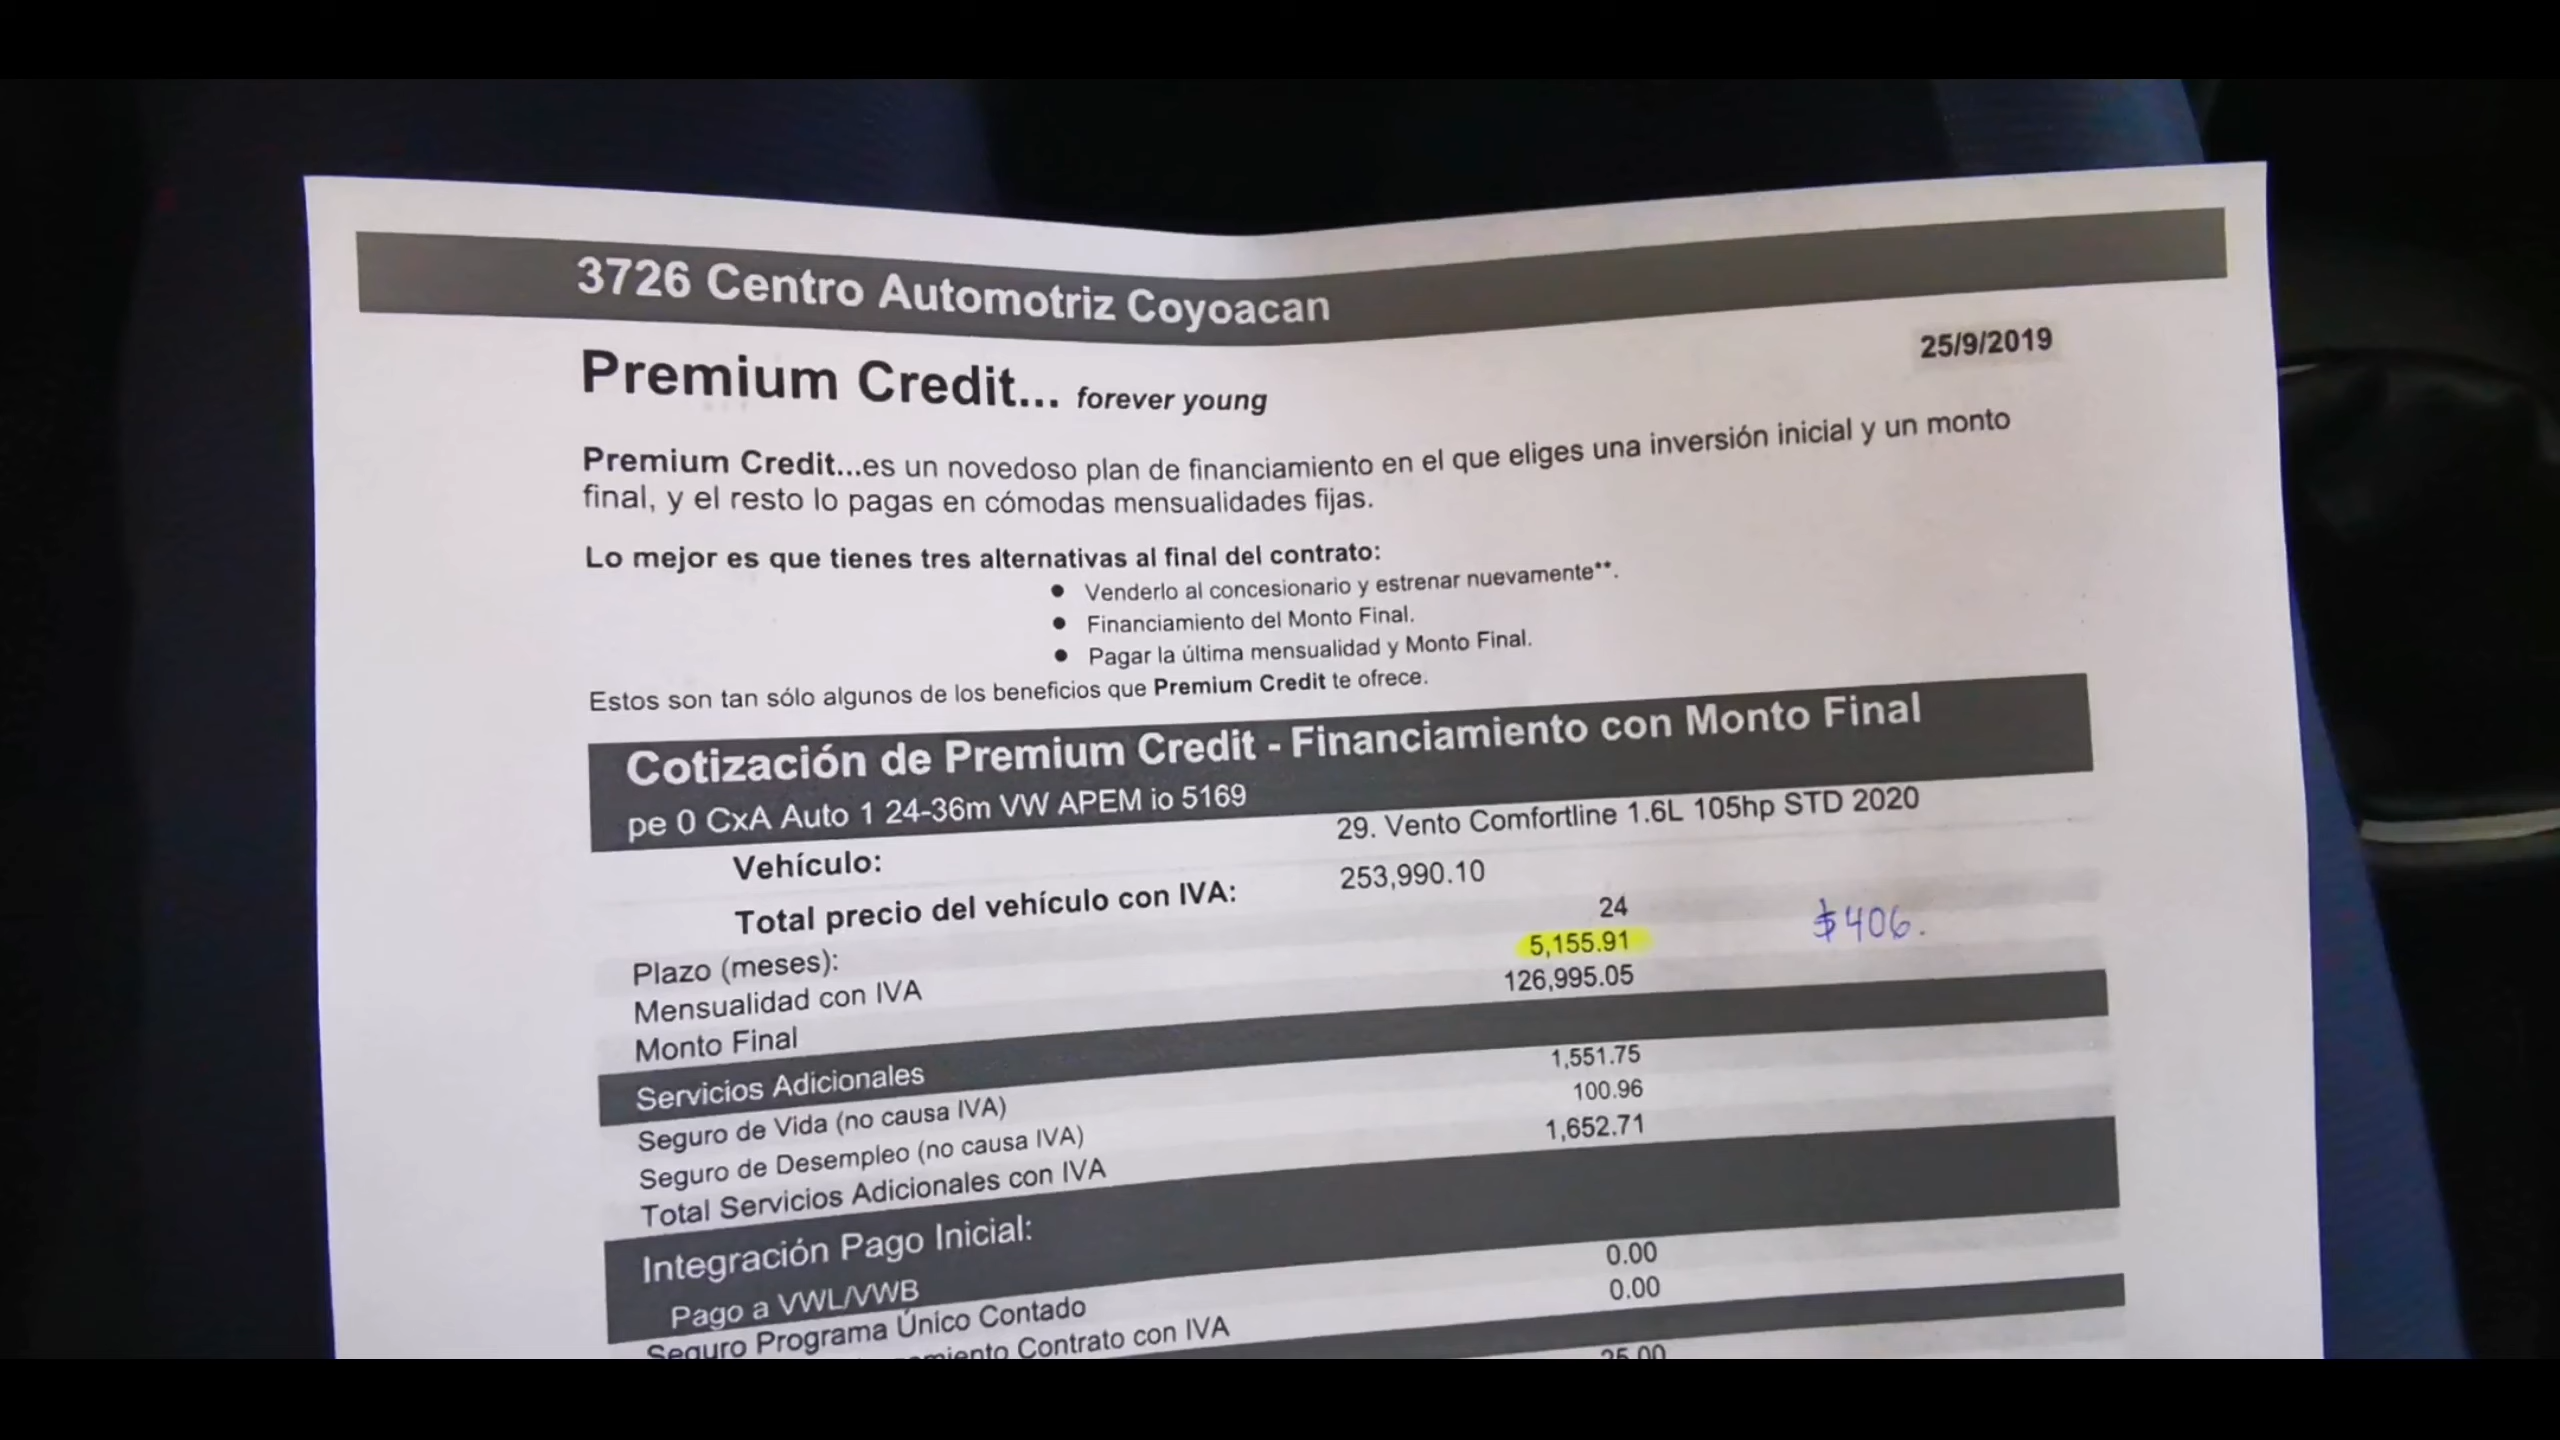 3726 Centro Automotriz Coyoacan
25/9/2019
Premium Credit... forever young
Premium Credit...es un novedoso plan de financiamiento en el que eliges una inversión inicial y un monto
final, y el resto lo pagas en cómodas mensualidades fijas.
Lo mejor es que tienes tres alternativas al final del contrato:
● Venderlo al concesionario y estrenar nuevamente**.
● Financiamiento del Monto Final.
● Pagar la última mensualidad y Monto Final.
Estos son tan sólo algunos de los beneficios que Premium Credit te ofrece.
Cotización de Premium Credit - Financiamiento con Monto Final
pe 0 CxA Auto 1 24-36m VW APEM io 5169
Vehículo: 29. Vento Comfortline 1.6L 105hp STD 2020
Total precio del vehículo con IVA: 253,990.10
Plazo (meses): 24
Mensualidad con IVA 5,155.91 $406.
Monto Final 126,995.05
Servicios Adicionales
Seguro de Vida (no causa IVA) 1,551.75
Seguro de Desempleo (no causa IVA) 100.96
Total Servicios Adicionales con IVA 1,652.71
Integración Pago Inicial:
Pago a VWL/VWB
Seguro Programa Único Contado 0.00
Contrato con IVA 0.00